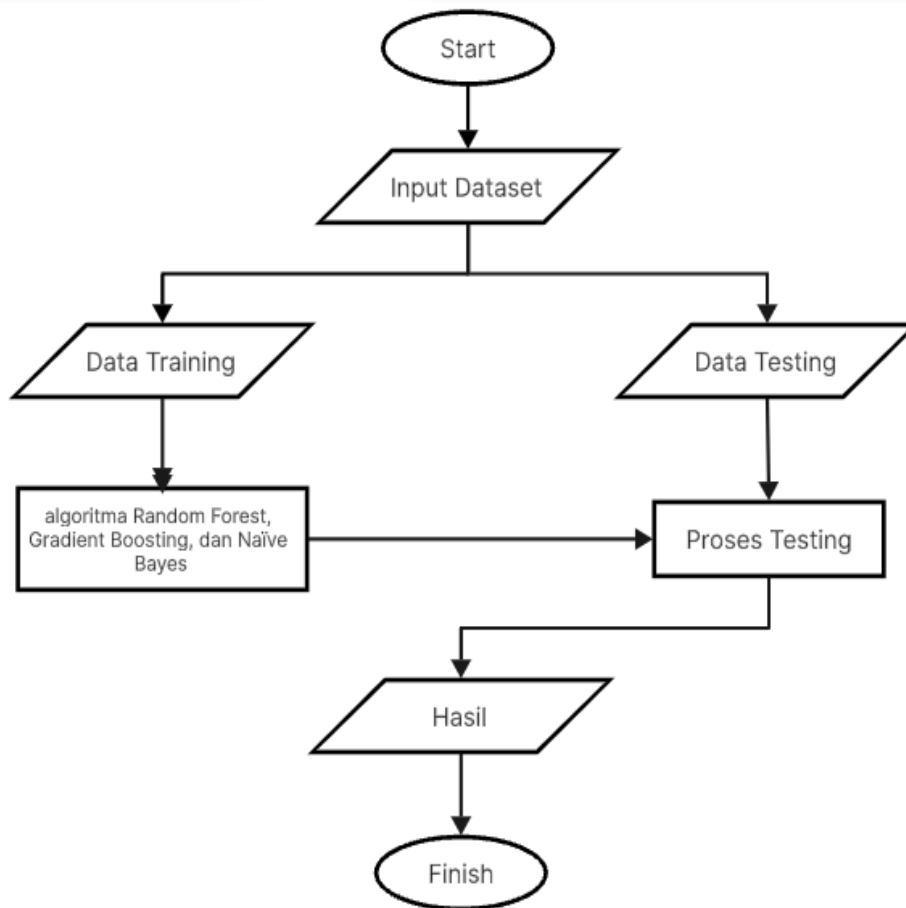 Start
Input Dataset
Data Training
Data Testing
algoritma Random Forest,
Gradient Boosting, dan Naïve
Bayes
Proses Testing
Hasil
Finish